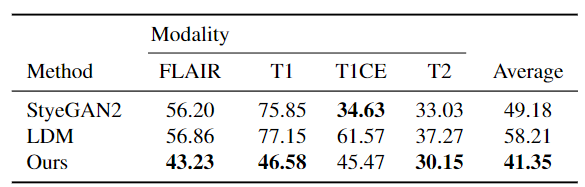 Modality
Method FLAIR T1 T1CE T2 Average
StyeGAN2 56.20 75.85 34.63 33.03 49.18
LDM 56.86 77.15 61.57 37.27 58.21
Ours 43.23 46.58 45.47 30.15 41.35